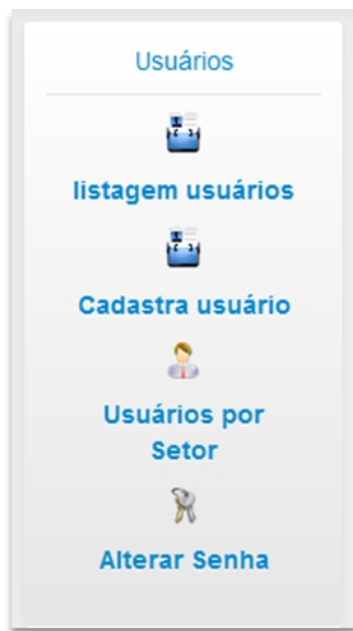 Usuários
listagem usuários
Cadastra usuário
Usuários por
Setor
Alterar Senha